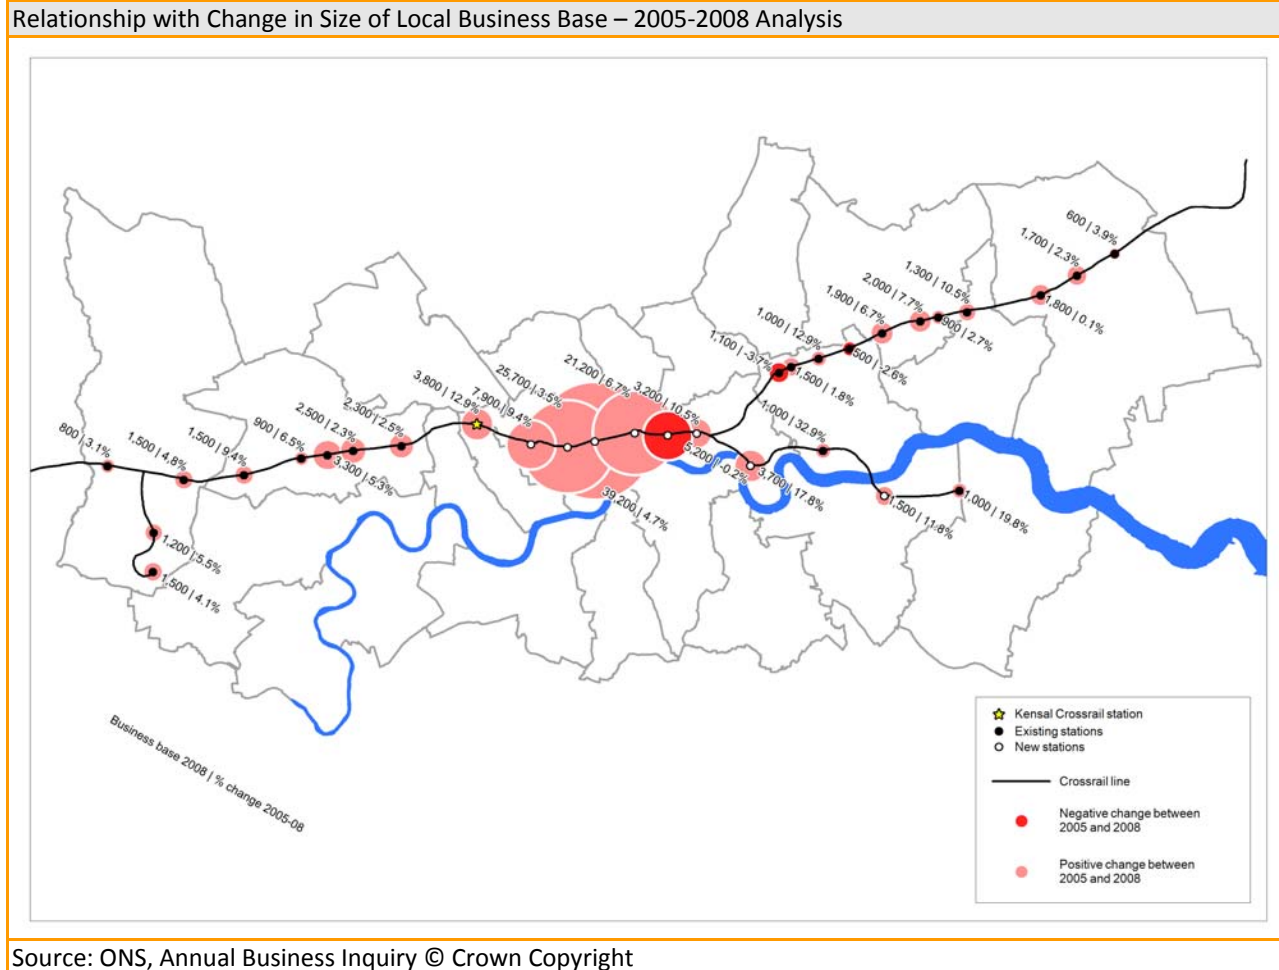 Relationship with Change in Size of Local Business Base – 2005-2008 Analysis
600 | 3.9%
1,700 | 2.3%
1,800 | 0.1%
1,300 | 10.5%
2,000 | 7.7%
900 | 2.7%
1,900 | 6.7%
500 | -2.6%
1,000 | 12.9%
1,100 | -3.7%
1,500 | 1.8%
1,000 | 32.9%
21,200 | 6.7%
3,200 | 10.5%
25,700 | 3.5%
7,900 | 9.4%
3,800 | 12.9%
2,300 | 2.5%
2,500 | 2.3%
900 | 6.5%
3,300 | 5.3%
1,500 | 9.4%
1,500 | 4.8%
800 | 3.1%
5,200 | -0.2%
3,700 | 17.8%
39,200 | 4.7%
1,500 | 11.8%
1,000 | 19.8%
1,200 | 5.5%
1,500 | 4.1%
Business base 2008 | % change 2005-08
Kensal Crossrail station
Existing stations
New stations
Crossrail line
Negative change between
2005 and 2008
Positive change between
2005 and 2008
Source: ONS, Annual Business Inquiry © Crown Copyright